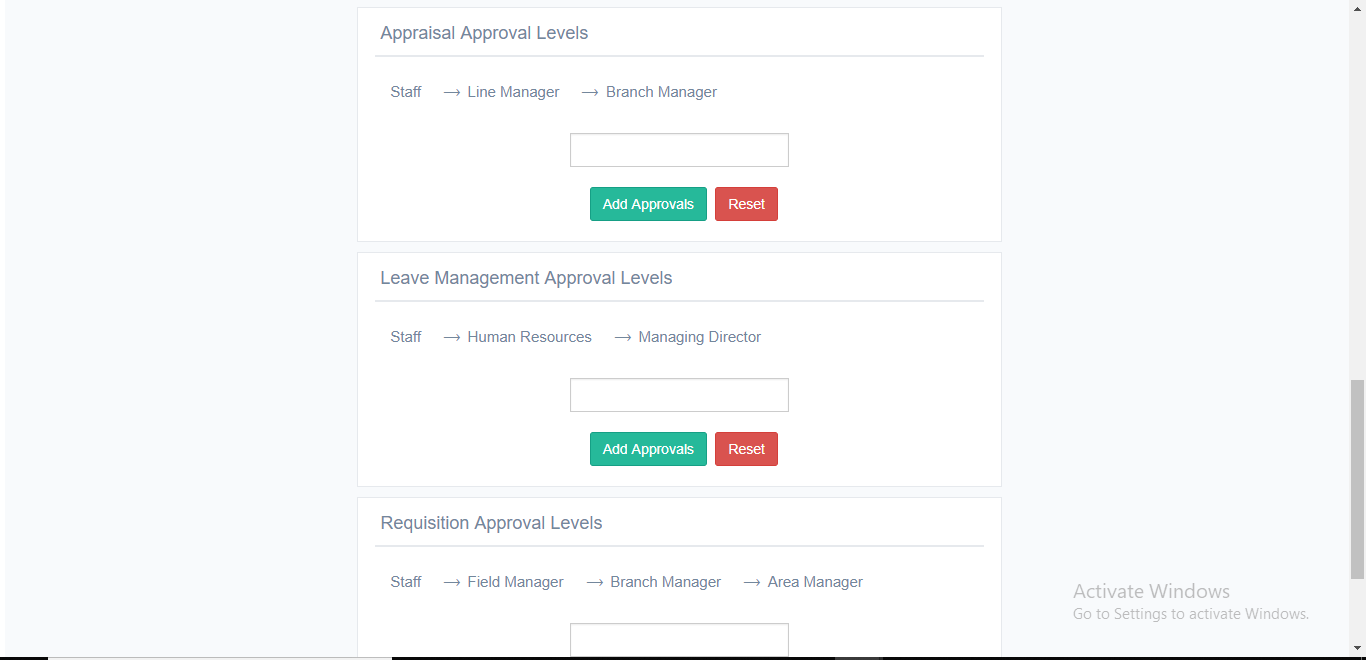 Appraisal Approval Levels
Staff → Line Manager → Branch Manager
Add Approvals Reset
Leave Management Approval Levels
Staff → Human Resources → Managing Director
Add Approvals Reset
Requisition Approval Levels
Staff → Field Manager → Branch Manager → Area Manager
Activate Windows
Go to Settings to activate Windows.